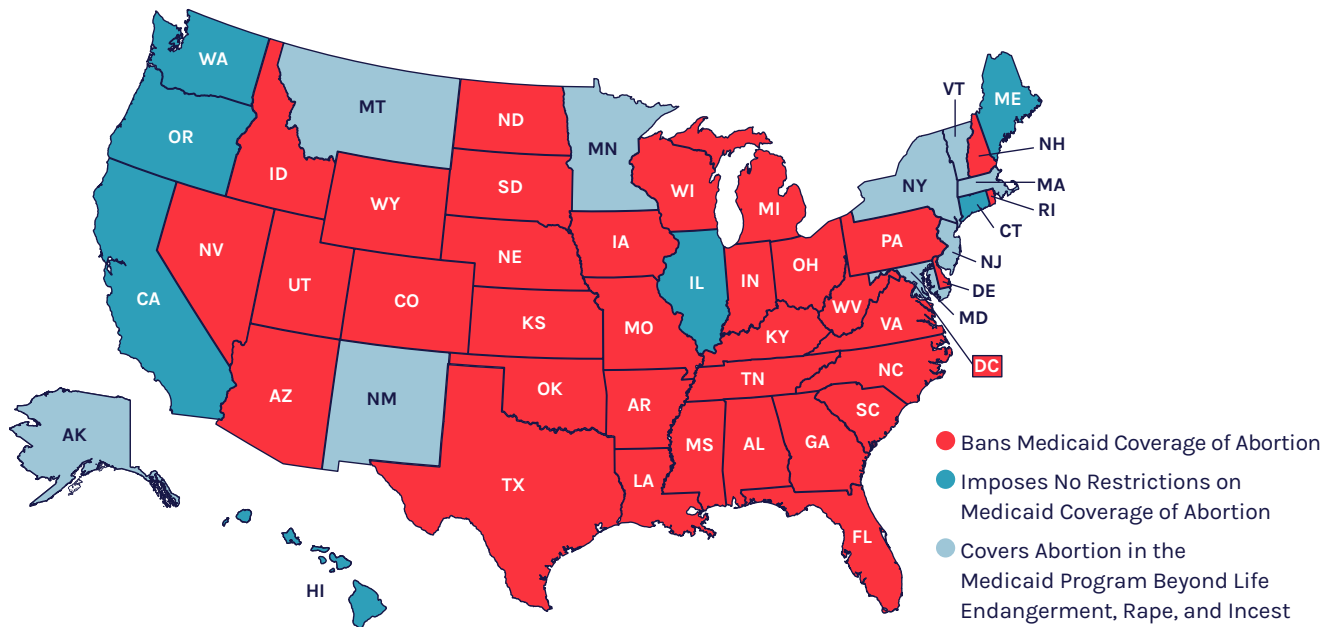 WA
OR
CA
NV
ID
MT
WY
UT
CO
AZ
NM
ND
SD
NE
KS
OK
TX
MN
IA
MO
AR
LA
WI
IL
MI
IN
OH
KY
TN
MS
AL
GA
FL
SC
NC
VA
WV
PA
NY
VT
ME
NH
MA
RI
CT
NJ
DE
MD
DC
AK
HI
Bans Medicaid Coverage of Abortion
Imposes No Restrictions on
Medicaid Coverage of Abortion
Covers Abortion in the
Medicaid Program Beyond Life
Endangerment, Rape, and Incest